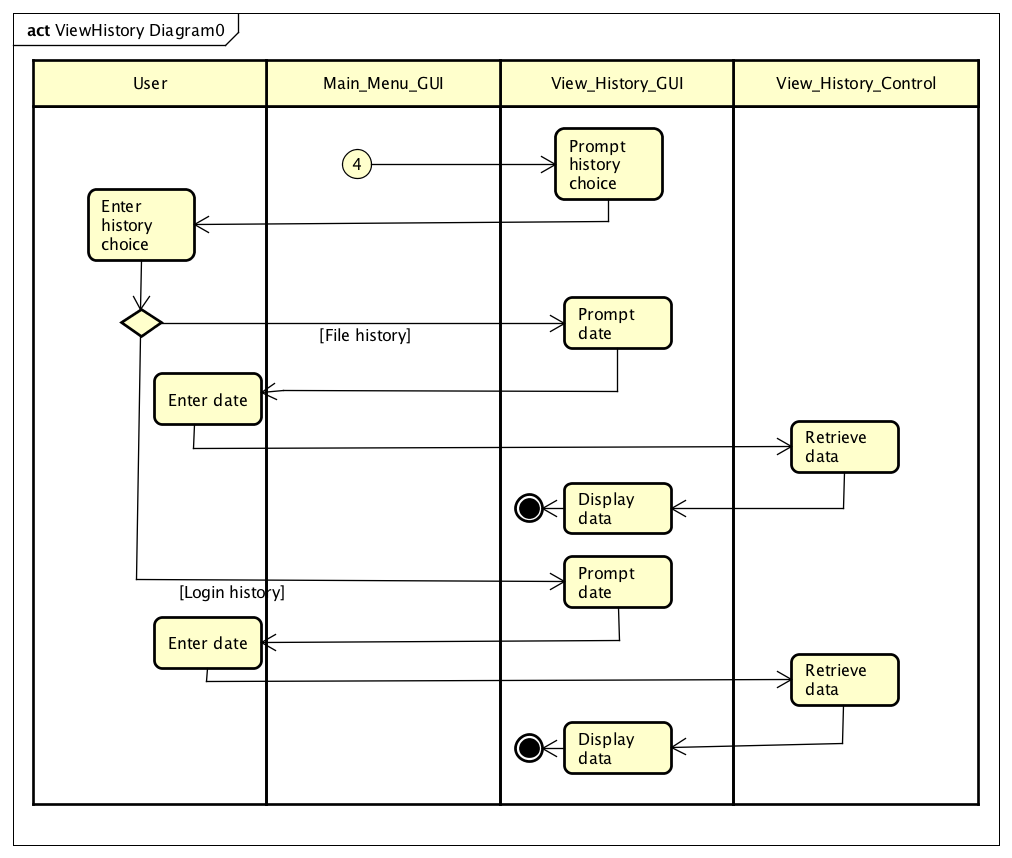 act ViewHistory Diagram0
User
Main_Menu_GUI
View_History_GUI
View_History_Control
4
Prompt
history
choice
Enter
history
choice
[File history]
Prompt
date
Enter date
Retrieve
data
Display
data
[Login history]
Prompt
date
Enter date
Retrieve
data
Display
data